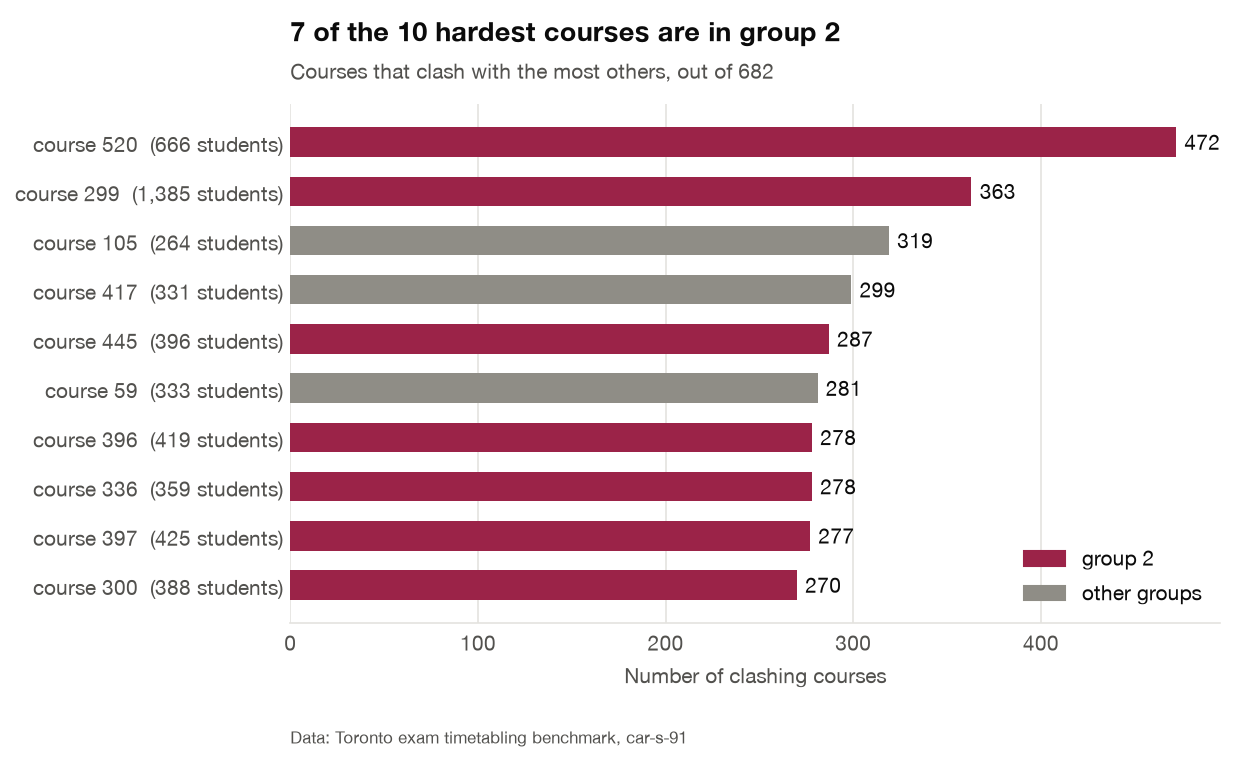 7 of the 10 hardest courses are in group 2
Courses that clash with the most others, out of 682
course 520 (666 students) 472
course 299 (1,385 students) 363
course 105 (264 students) 319
course 417 (331 students) 299
course 445 (396 students) 287
course 59 (333 students) 281
course 396 (419 students) 278
course 336 (359 students) 278
course 397 (425 students) 277
course 300 (388 students) 270
group 2
other groups
0 100 200 300 400
Number of clashing courses
Data: Toronto exam timetabling benchmark, car-s-91